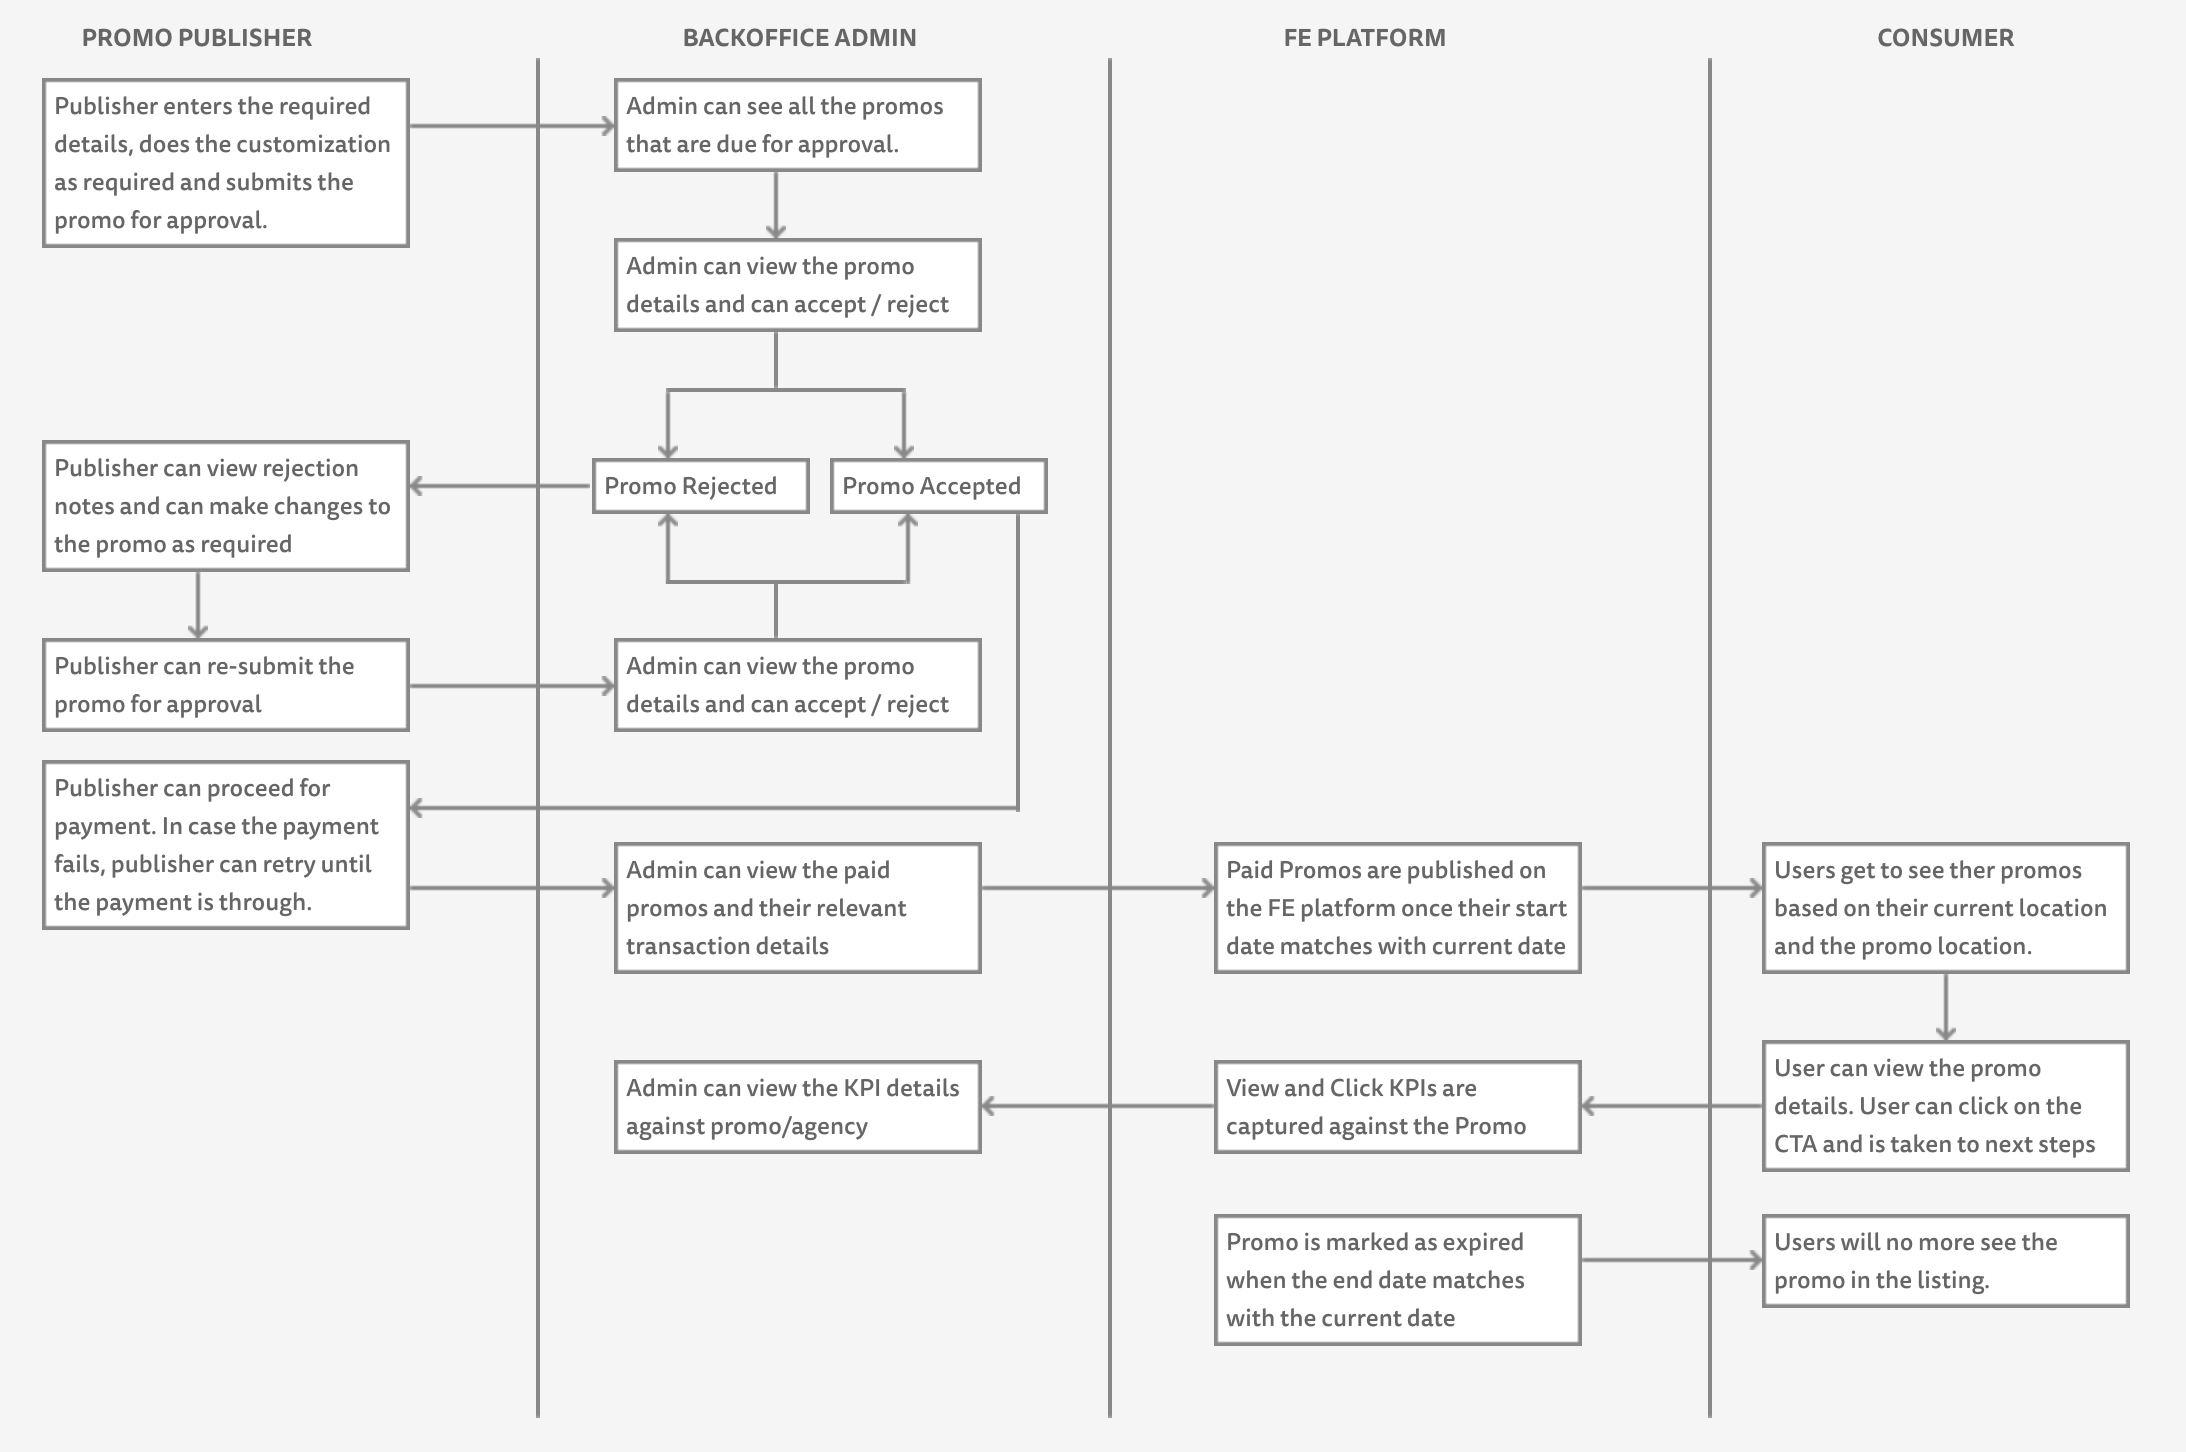 PROMO PUBLISHER
BACKOFFICE ADMIN
FE PLATFORM
CONSUMER
Publisher enters the required
details, does the customization
as required and submits the
promo for approval.
Admin can see all the promos
that are due for approval.
Admin can view the promo
details and can accept / reject
Promo Rejected
Promo Accepted
Publisher can view rejection
notes and can make changes to
the promo as required
Publisher can re-submit the
promo for approval
Admin can view the promo
details and can accept / reject
Publisher can proceed for
payment. In case the payment
fails, publisher can retry until
the payment is through.
Admin can view the paid
promos and their relevant
transaction details
Paid Promos are published on
the FE platform once their start
date matches with current date
Users get to see ther promos
based on their current location
and the promo location.
User can view the promo
details. User can click on the
CTA and is taken to next steps
View and Click KPIs are
captured against the Promo
Admin can view the KPI details
against promo/agency
Promo is marked as expired
when the end date matches
with the current date
Users will no more see the
promo in the listing.